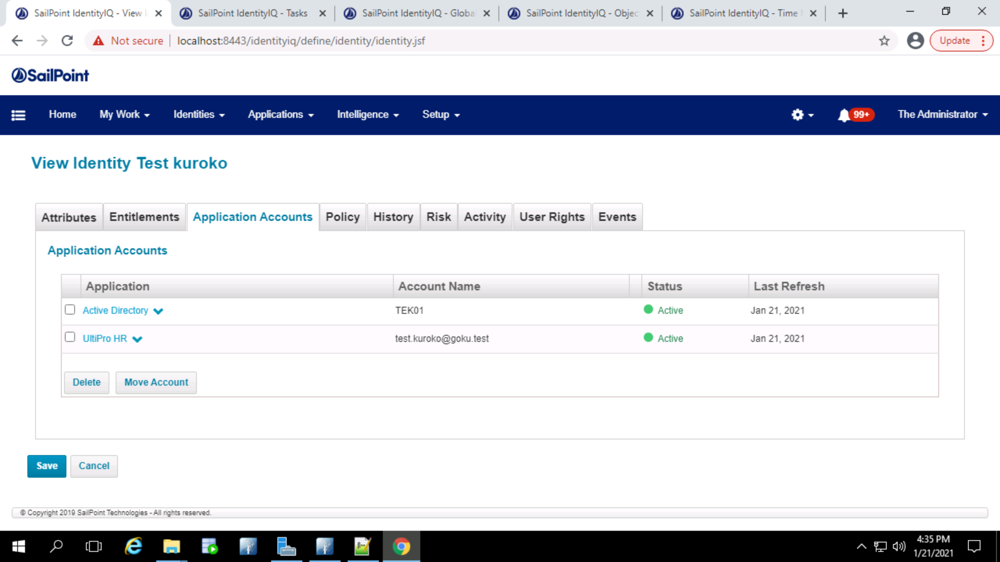 SailPoint IdentityIQ - View
SailPoint IdentityIQ - Tasks
SailPoint IdentityIQ - Global
SailPoint IdentityIQ - Objec
SailPoint IdentityIQ - Time
Not secure
localhost:8443/identityiq/define/identity/identity.jsf
Update
SailPoint
Home My Work Identities Applications Intelligence Setup 99+ The Administrator
View Identity Test kuroko
Attributes Entitlements Application Accounts Policy History Risk Activity User Rights Events
Application Accounts
Application Account Name Status Last Refresh
Active Directory TEK01 Active Jan 21, 2021
UltiPro HR test.kuroko@goku.test Active Jan 21, 2021
Delete Move Account
Save Cancel
© Copyright 2019 SailPoint Technologies - All rights reserved.
4:35 PM
1/21/2021